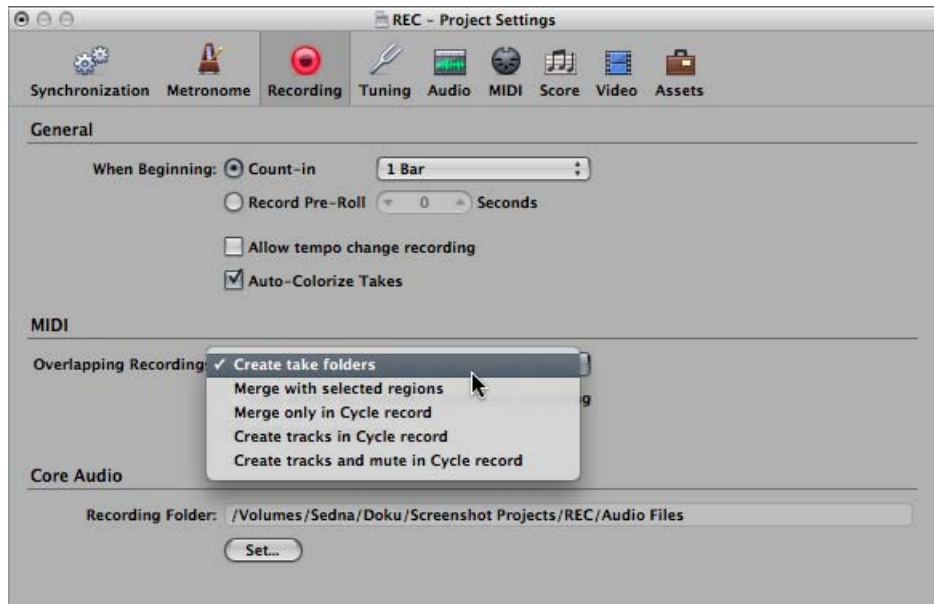 REC - Project Settings
Synchronization Metronome Recording Tuning Audio MIDI Score Video Assets
General
When Beginning: Count-in 1 Bar
Record Pre-Roll 0 Seconds
Allow tempo change recording
Auto-Colorize Takes
MIDI
Overlapping Recording ✓ Create take folders
Merge with selected regions
Merge only in Cycle record
Create tracks in Cycle record
Create tracks and mute in Cycle record
Core Audio
Recording Folder: /Volumes/Sedna/Doku/Screenshot Projects/REC/Audio Files
Set...